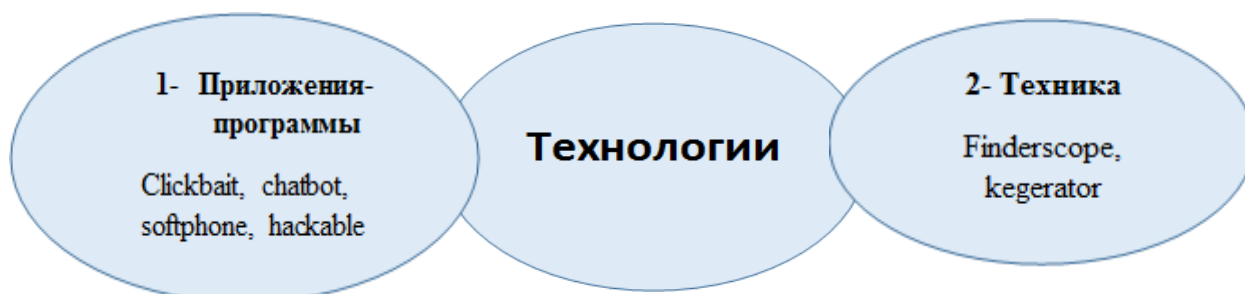 1- Приложения-
программы
Clickbait, chatbot,
softphone, hackable
Технологии
2- Техника
Finderscope,
kegerator